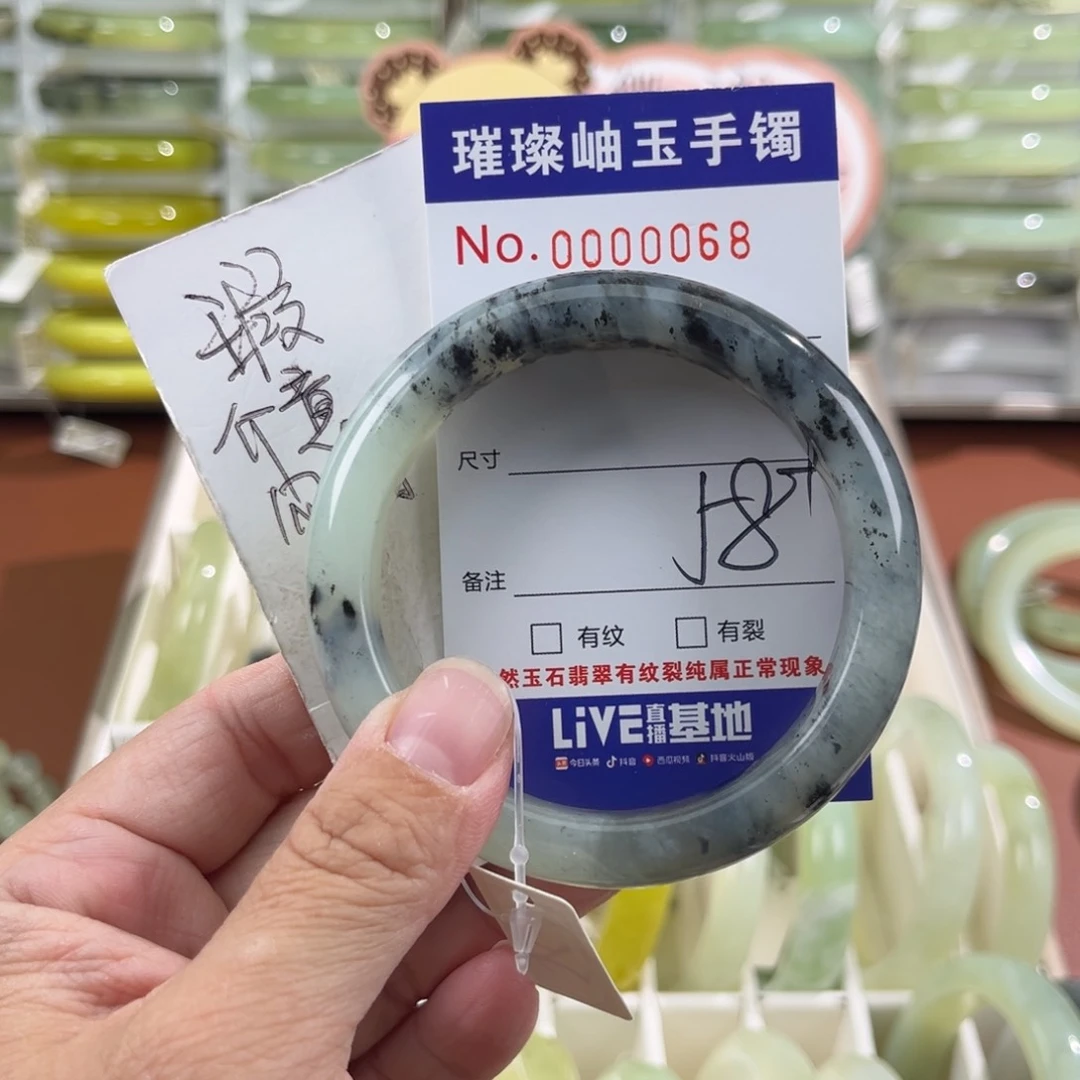 璀璨岫玉手镯
No.0000068
尺寸
58
备注
□ 有纹 □ 有裂
然玉石翡翠有纹裂纯属正常现象
LiVE直播基地
今日头条 抖音 西瓜视频 抖音火山版